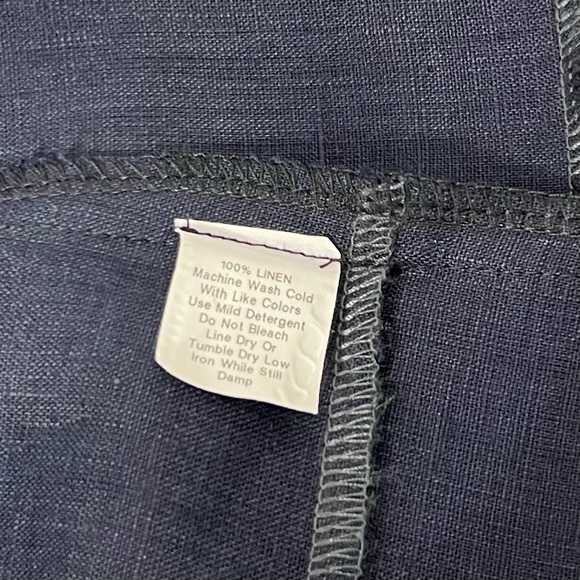 100% LINEN
Machine Wash Cold
With Like Colors
Use Mild Detergent
Do Not Bleach
Line Dry Or
Tumble Dry Low
Iron While Still
Damp